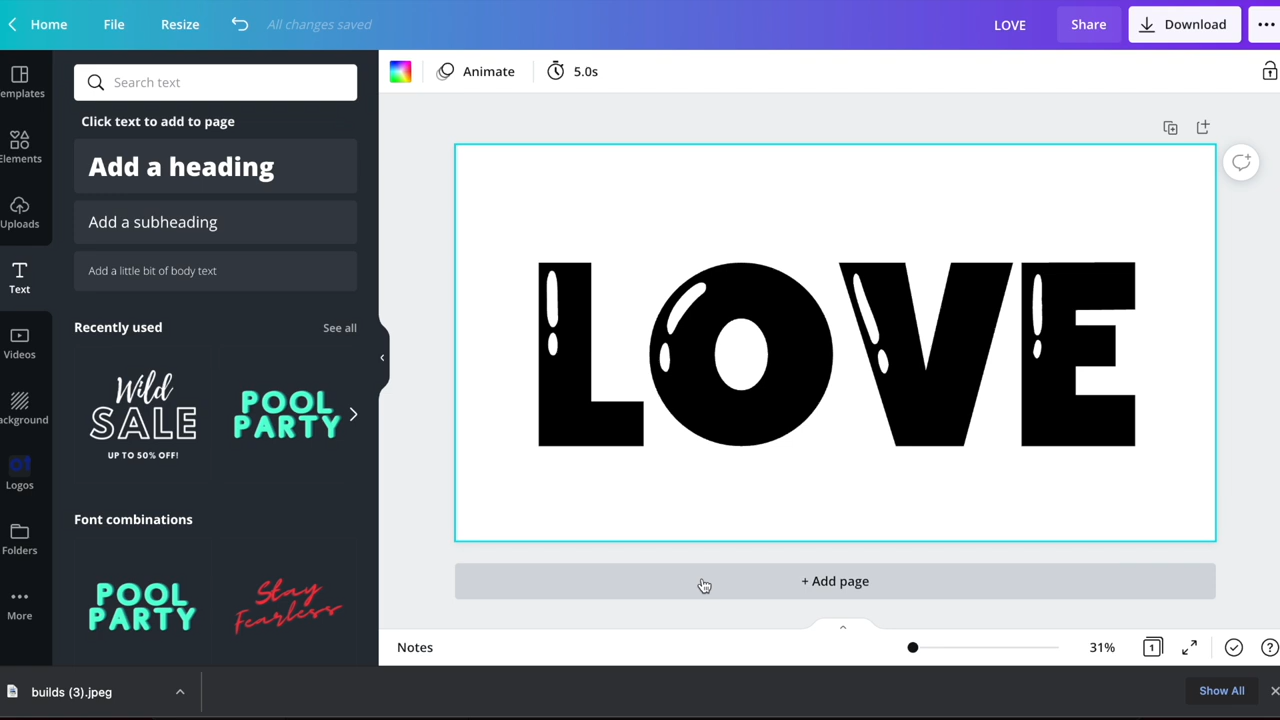 Home File Resize All changes saved LOVE Share Download
Animate 5.0s
Search text
Click text to add to page
Add a heading
Add a subheading
Add a little bit of body text
Recently used See all
Wild
SALE
UP TO 50% OFF!
POOL
PARTY
Font combinations
POOL
PARTY
Stay
Fearless
emplates
Elements
Uploads
Text
Videos
ackground
Logos
Folders
More
LOVE
+ Add page
Notes 31% 1
builds (3).jpeg Show All